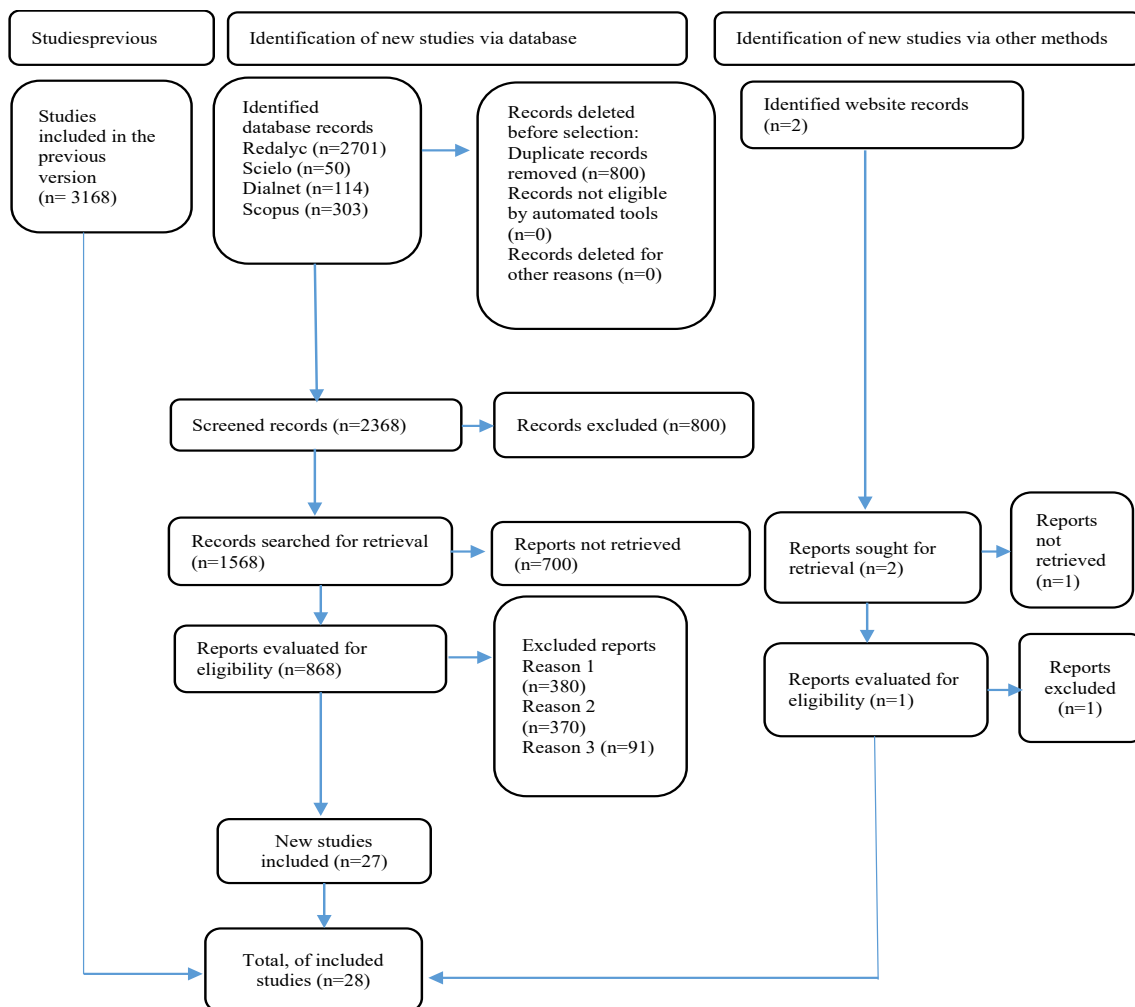 Studiesprevious
Identification of new studies via database
Identification of new studies via other methods
Studies
included in the
previous
version
(n= 3168)
Identified
database records
Redalyc (n=2701)
Scielo (n=50)
Dialnet (n=114)
Scopus (n=303)
Records deleted
before selection:
Duplicate records
removed (n=800)
Records not eligible
by automated tools
(n=0)
Records deleted for
other reasons (n=0)
Identified website records
(n=2)
Screened records (n=2368)
Records excluded (n=800)
Records searched for retrieval
(n=1568)
Reports not retrieved
(n=700)
Reports sought for
retrieval (n=2)
Reports
not
retrieved
(n=1)
Reports evaluated for
eligibility (n=868)
Excluded reports
Reason 1
(n=380)
Reason 2
(n=370)
Reason 3 (n=91)
Reports evaluated for
eligibility (n=1)
Reports
excluded
(n=1)
New studies
included (n=27)
Total, of included
studies (n=28)